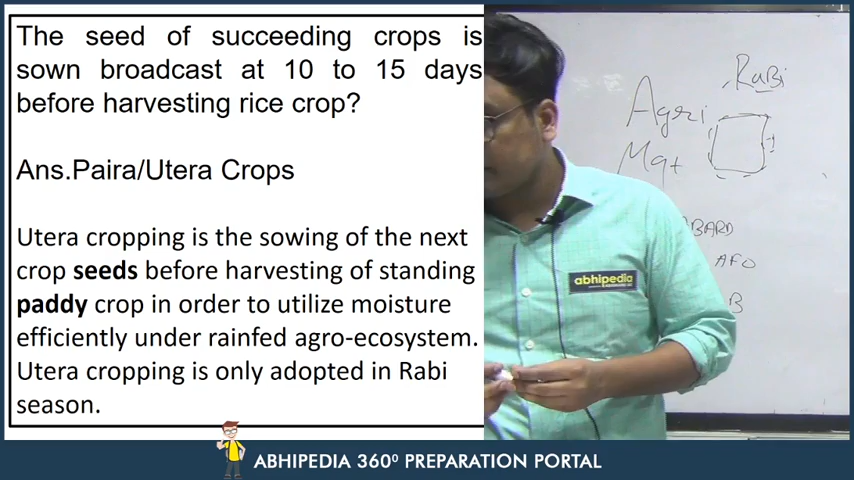 The seed of succeeding crops is
sown broadcast at 10 to 15 days
before harvesting rice crop?
Ans.Paira/Utera Crops
Utera cropping is the sowing of the next
crop seeds before harvesting of standing
paddy crop in order to utilize moisture
efficiently under rainfed agro-ecosystem.
Utera cropping is only adopted in Rabi
season.
RaBi
Agri
Mgt
BARD
AFO
B
abhipedia
ABHIPEDIA 360⁰ PREPARATION PORTAL